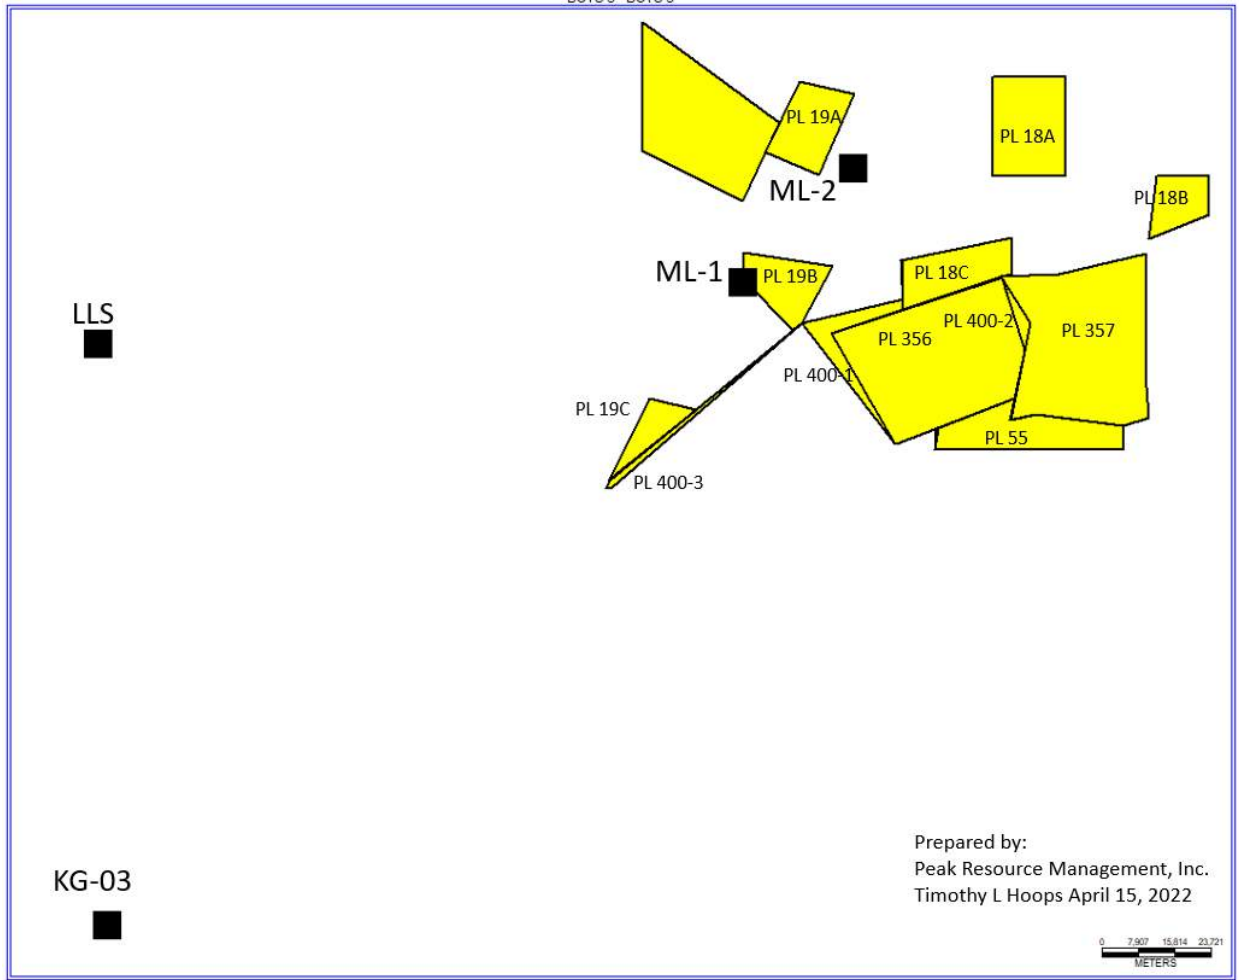 PL 19A
PL 18A
ML-2
PL 18B
ML-1
PL 19B
PL 18C
LLS
PL 400-2
PL 357
PL 356
PL 400-1
PL 19C
PL 55
PL 400-3
Prepared by:
Peak Resource Management, Inc.
Timothy L Hoops April 15, 2022
KG-03
0 7,907 15,814 23,721
METERS